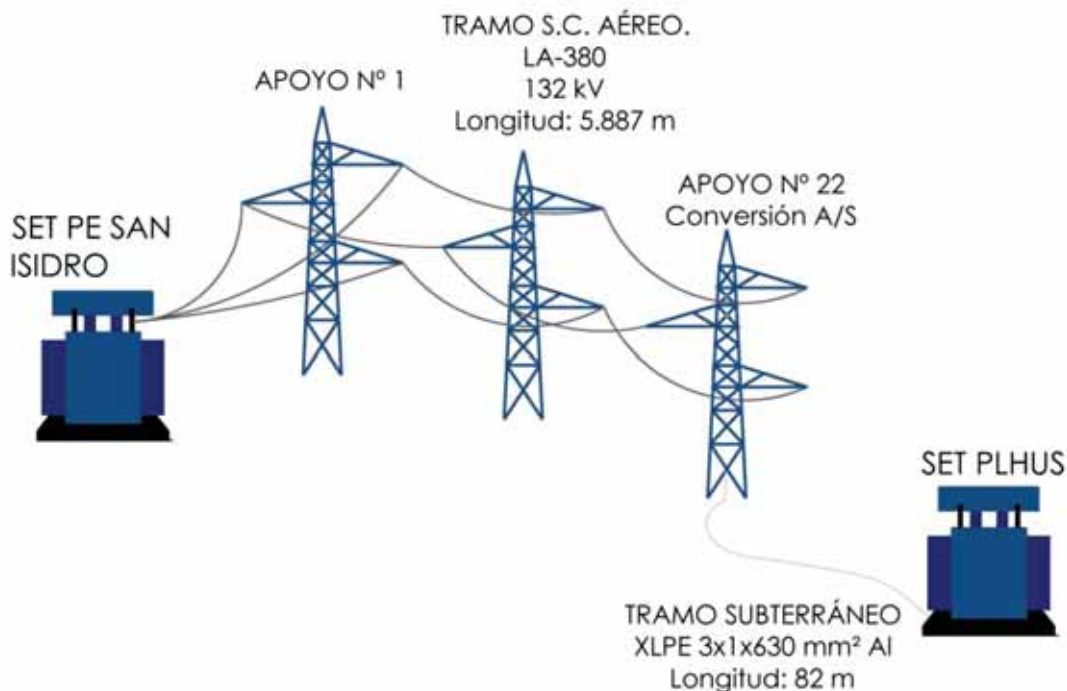 TRAMO S.C. AÉREO.
LA-380
132 kV
Longitud: 5.887 m
APOYO Nº 1
APOYO Nº 22
Conversión A/S
SET PE SAN
ISIDRO
SET PLHUS
TRAMO SUBTERRÁNEO
XLPE 3x1x630 mm² Al
Longitud: 82 m